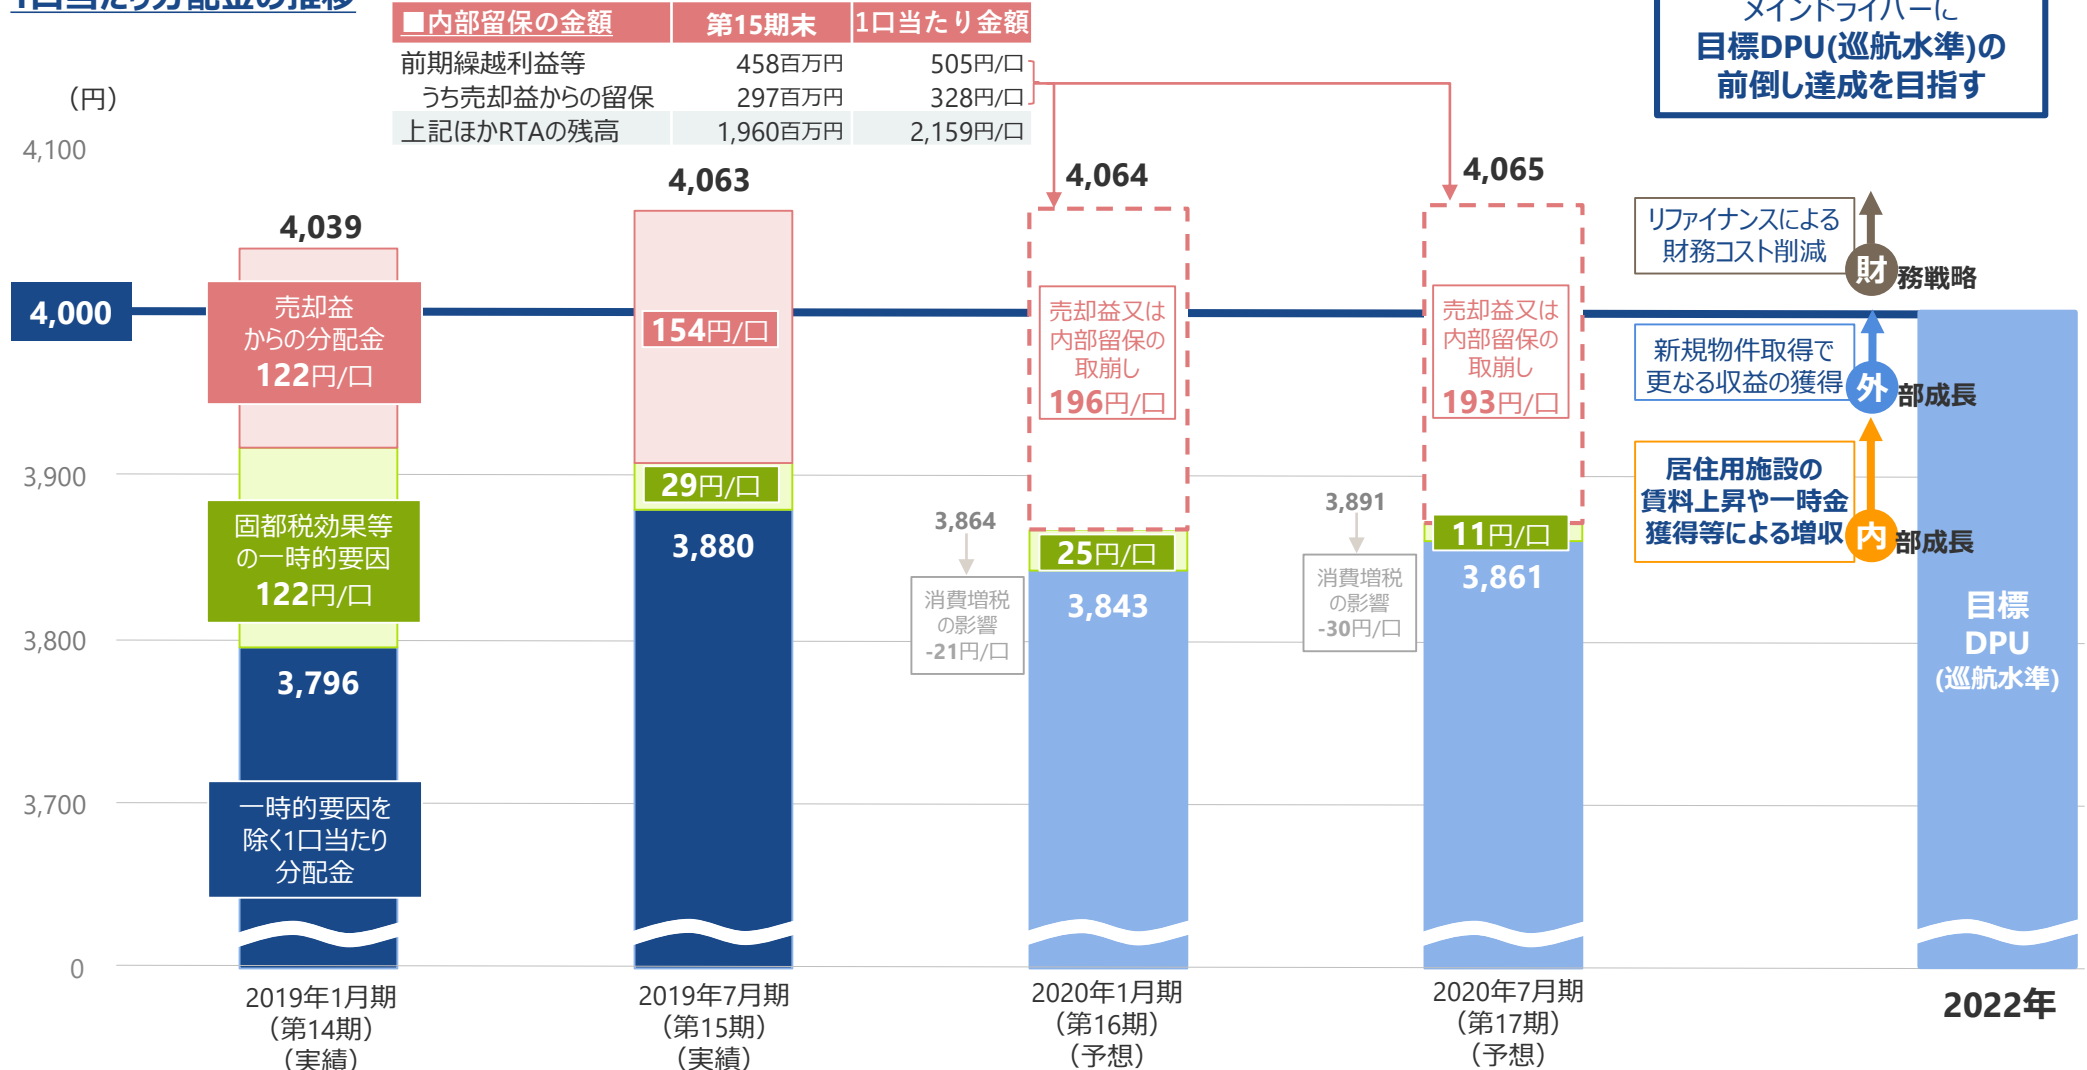 1口当たり分配金の推移
■内部留保の金額 第15期末 1口当たり金額
前期繰越利益等 458百万円 505円/口
うち売却益からの留保 297百万円 328円/口
上記ほかRTAの残高 1,960百万円 2,159円/口
メインドライバーに
目標DPU(巡航水準)の
前倒し達成を目指す
（円）
4,100
4,000
3,900
3,800
3,700
0
4,039
売却益
からの分配金
122円/口
固都税効果等
の一時的要因
122円/口
3,796
一時的要因を
除く1口当たり
分配金
2019年1月期
（第14期）
（実績）
4,063
154円/口
29円/口
3,880
2019年7月期
（第15期）
（実績）
3,864
消費増税
の影響
-21円/口
4,064
売却益又は
内部留保の
取崩し
196円/口
25円/口
3,843
2020年1月期
（第16期）
（予想）
3,891
消費増税
の影響
-30円/口
4,065
売却益又は
内部留保の
取崩し
193円/口
11円/口
3,861
2020年7月期
（第17期）
（予想）
リファイナンスによる
財務コスト削減
財務戦略
新規物件取得で
更なる収益の獲得
外部成長
居住用施設の
賃料上昇や一時金
獲得等による増収
内部成長
目標
DPU
(巡航水準)
2022年